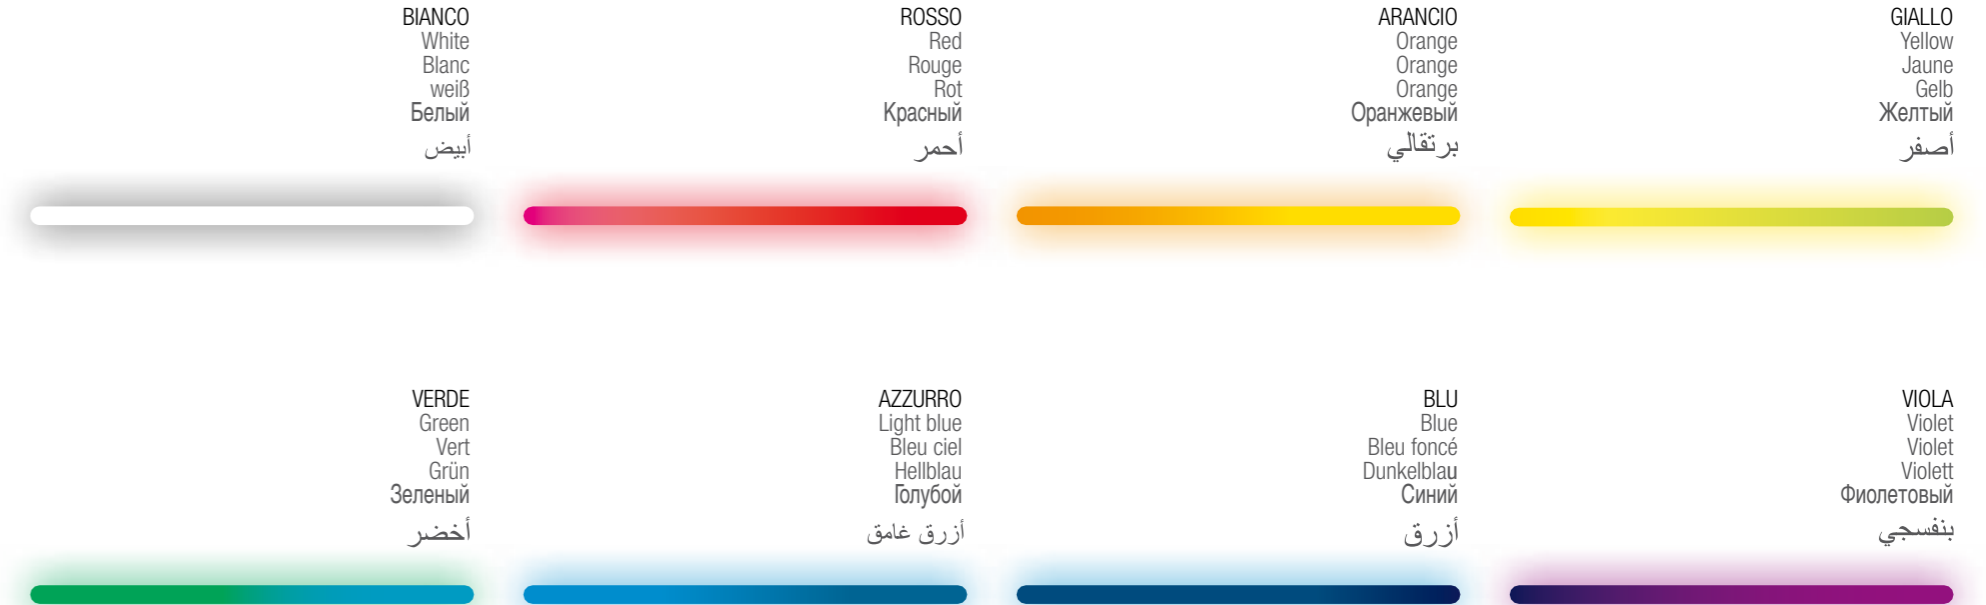 BIANCO
White
Blanc
weiß
Белый
أبيض
ROSSO
Red
Rouge
Rot
Красный
أحمر
ARANCIO
Orange
Orange
Orange
Оранжевый
برتقالي
GIALLO
Yellow
Jaune
Gelb
Желтый
أصفر
VERDE
Green
Vert
Grün
Зеленый
أخضر
AZZURRO
Light blue
Bleu ciel
Hellblau
Голубой
أزرق غامق
BLU
Blue
Bleu foncé
Dunkelblau
Синий
أزرق
VIOLA
Violet
Violet
Violett
Фиолетовый
بنفسجي